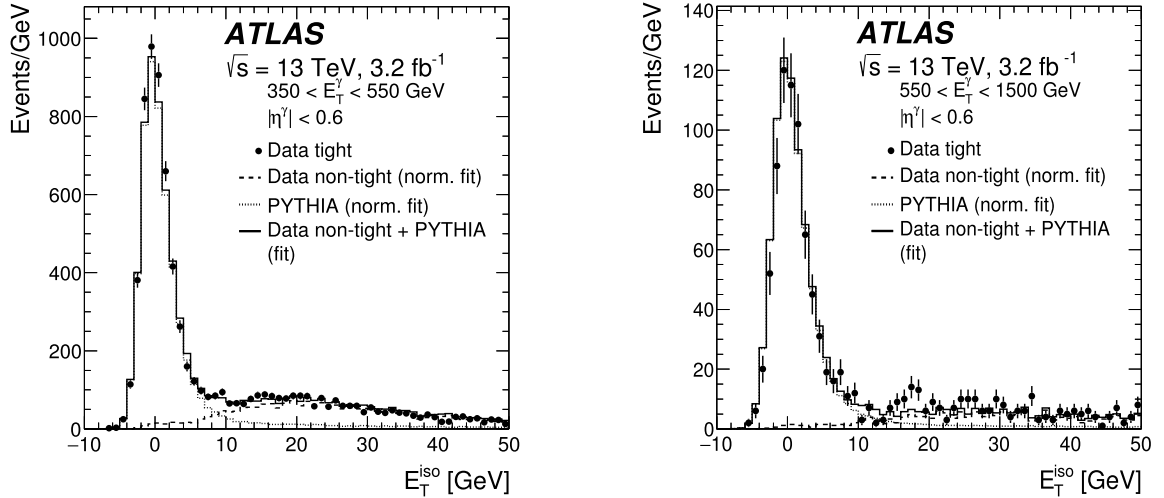 Events/GeV
1000
800
600
400
200
0
ATLAS
√s = 13 TeV, 3.2 fb⁻¹
350 < E_T^γ < 550 GeV
|η^γ| < 0.6
Data tight
Data non-tight (norm. fit)
PYTHIA (norm. fit)
Data non-tight + PYTHIA
(fit)
−10 0 10 20 30 40 50
E_T^iso [GeV]
Events/GeV
140
120
100
80
60
40
20
0
ATLAS
√s = 13 TeV, 3.2 fb⁻¹
550 < E_T^γ < 1500 GeV
|η^γ| < 0.6
Data tight
Data non-tight (norm. fit)
PYTHIA (norm. fit)
Data non-tight + PYTHIA
(fit)
−10 0 10 20 30 40 50
E_T^iso [GeV]